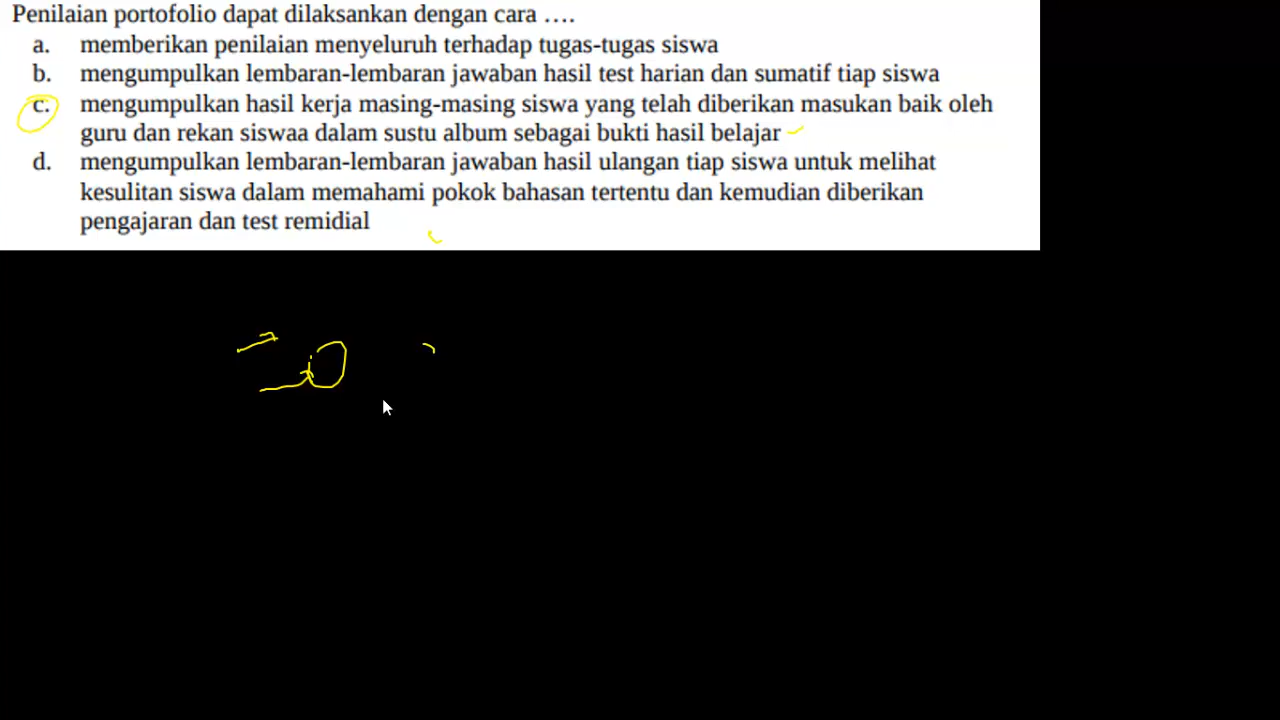 Penilaian portofolio dapat dilaksankan dengan cara ….
a. memberikan penilaian menyeluruh terhadap tugas-tugas siswa
b. mengumpulkan lembaran-lembaran jawaban hasil test harian dan sumatif tiap siswa
c. mengumpulkan hasil kerja masing-masing siswa yang telah diberikan masukan baik oleh
guru dan rekan siswaa dalam sustu album sebagai bukti hasil belajar
d. mengumpulkan lembaran-lembaran jawaban hasil ulangan tiap siswa untuk melihat
kesulitan siswa dalam memahami pokok bahasan tertentu dan kemudian diberikan
pengajaran dan test remidial